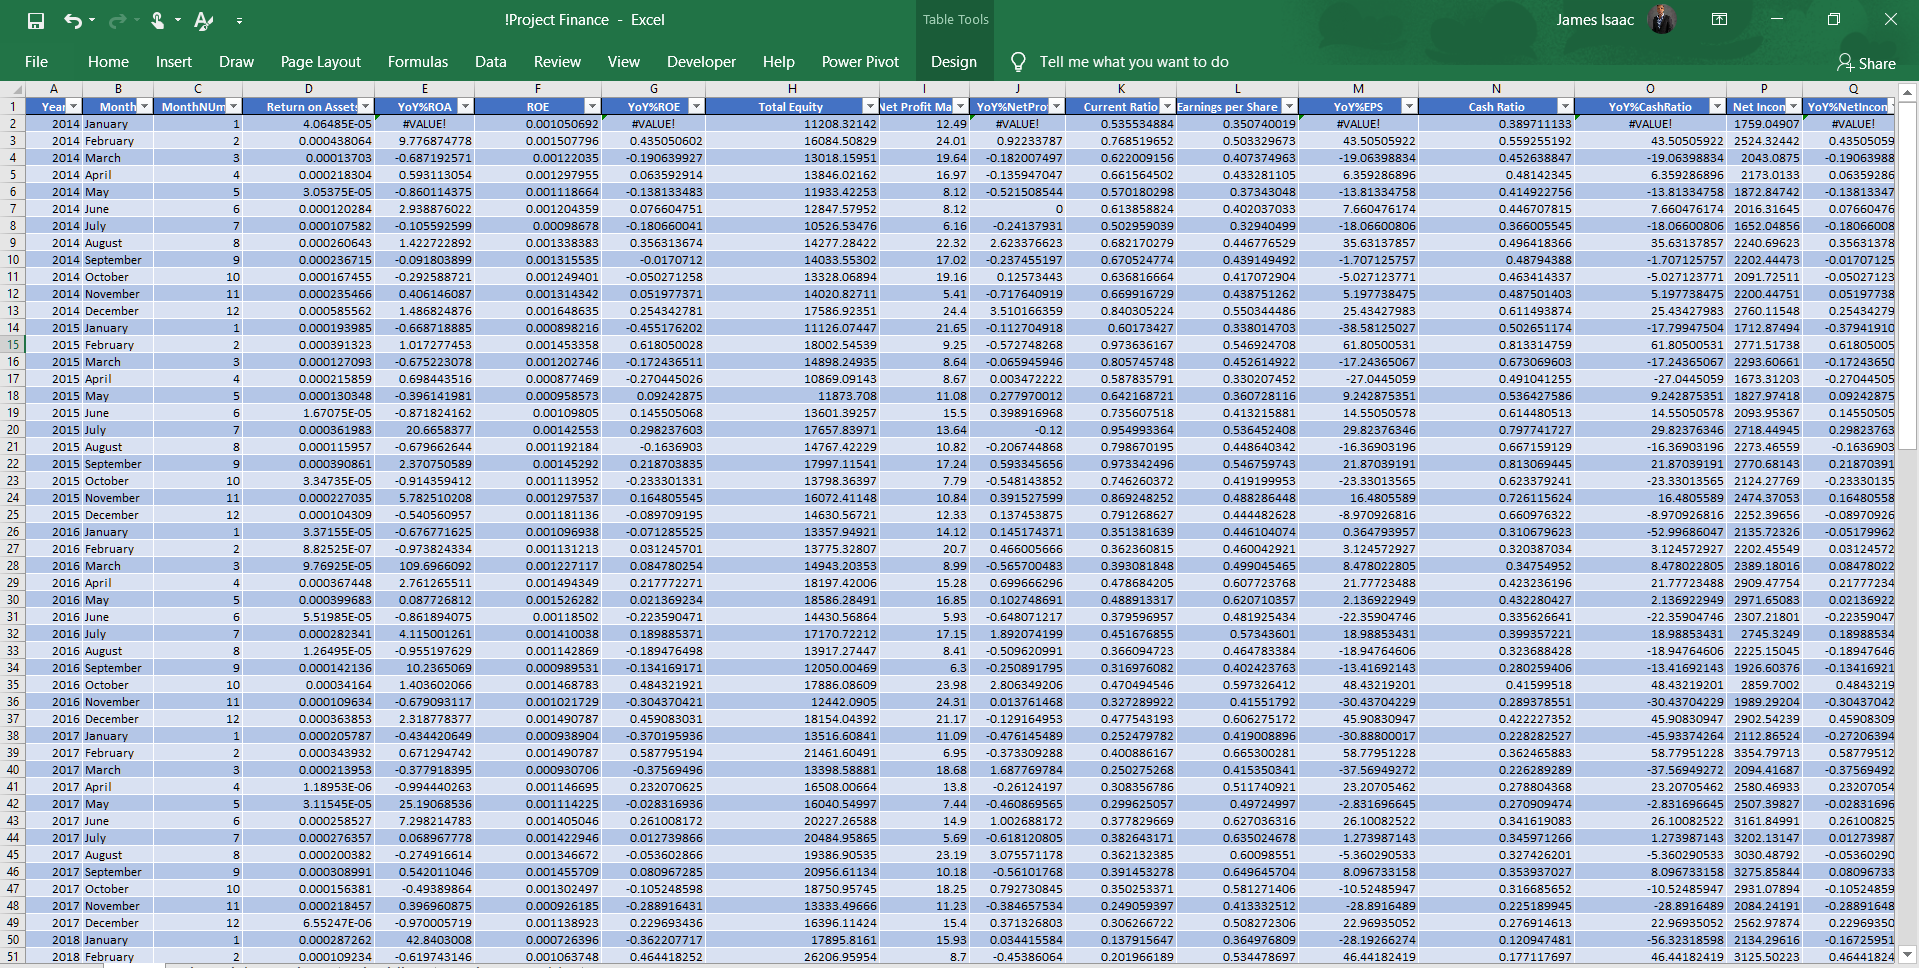 !Project Finance - Excel
Table Tools
James Isaac
File Home Insert Draw Page Layout Formulas Data Review View Developer Help Power Pivot Design Tell me what you want to do Share
A B C D E F G H I J K L M N O P Q
1 Year Month MonthNUm Return on Assets YoY%ROA ROE YoY%ROE Total Equity Net Profit Ma YoY%NetPro Current Ratio Earnings per Share YoY%EPS Cash Ratio YoY%CashRatio Net Incon YoY%NetIncon
2 2014 January 1 4.06485E-05 #VALUE! 0.001050692 #VALUE! 11208.32142 12.49 #VALUE! 0.535534884 0.350740019 #VALUE! 0.389711133 #VALUE! 1759.04907 #VALUE!
3 2014 February 2 0.000438064 9.776874778 0.001507796 0.435050602 16084.50829 24.01 0.92233787 0.768519652 0.503329673 43.50505922 0.559255192 43.50505922 2524.32442 0.43505059
4 2014 March 3 0.00013703 -0.687192571 0.00122035 -0.190639927 13018.15951 19.64 -0.182007497 0.622009156 0.407374963 -19.06398834 0.452638847 -19.06398834 2043.0875 -0.19063988
5 2014 April 4 0.000218304 0.593113054 0.001297955 0.063592914 13846.02162 16.97 -0.135947047 0.661564502 0.433281105 6.359286896 0.48142345 6.359286896 2173.0133 0.06359286
6 2014 May 5 3.05375E-05 -0.860114375 0.001118664 -0.138133483 11933.42253 8.12 -0.521508544 0.570180298 0.37343048 -13.81334758 0.414922756 -13.81334758 1872.84742 -0.13813347
7 2014 June 6 0.000120284 2.938876022 0.001204359 0.076604751 12847.57952 8.12 0 0.613858824 0.402037033 7.660476174 0.446707815 7.660476174 2016.31645 0.07660476
8 2014 July 7 0.000107582 -0.105592599 0.00098678 -0.180660041 10526.53476 6.16 -0.24137931 0.502959039 0.32940499 -18.06600806 0.366005545 -18.06600806 1652.04856 -0.18066008
9 2014 August 8 0.000260643 1.422722892 0.001338383 0.356313674 14277.28422 22.32 2.623376623 0.682170279 0.446776529 35.63137857 0.496418366 35.63137857 2240.69623 0.35631378
10 2014 September 9 0.000236715 -0.091803899 0.001315535 -0.0170712 14033.55302 17.02 -0.237455197 0.670524774 0.439149492 -1.707125757 0.48794388 -1.707125757 2202.44473 -0.01707125
11 2014 October 10 0.000167455 -0.292588721 0.001249401 -0.050271258 13328.06894 19.16 0.12573443 0.636816664 0.417072904 -5.027123771 0.463414337 -5.027123771 2091.72511 -0.05027123
12 2014 November 11 0.000235466 0.406146087 0.001314342 0.051977371 14020.82711 5.41 -0.717640919 0.669916729 0.438751262 5.197738475 0.487501403 5.197738475 2200.44751 0.05197738
13 2014 December 12 0.000585562 1.486824876 0.001648635 0.254342781 17586.92351 24.4 3.510166359 0.840305224 0.550344486 25.43427983 0.611493874 25.43427983 2760.11548 0.25434279
14 2015 January 1 0.000193985 -0.668718885 0.000898216 -0.455176202 11126.07447 21.65 -0.112704918 0.60173427 0.338014703 -38.58125027 0.502651174 -17.79947504 1712.87494 -0.37941910
15 2015 February 2 0.000391323 1.017277453 0.001453358 0.618050028 18002.54539 9.25 -0.572748268 0.973636167 0.546924708 61.80500531 0.813314759 61.80500531 2771.51738 0.61805005
16 2015 March 3 0.000127093 -0.675223078 0.001202746 -0.172436511 14898.24935 8.64 -0.065945946 0.805745748 0.452614922 -17.24365067 0.673069603 -17.24365067 2293.60661 -0.17243650
17 2015 April 4 0.000215859 0.698443516 0.000877469 -0.270445026 10869.09143 8.67 0.003472222 0.587835791 0.330207452 -27.0445059 0.491041255 -27.0445059 1673.31203 -0.27044505
18 2015 May 5 0.000130348 -0.396141981 0.000958573 0.09242875 11873.708 11.08 0.277970012 0.642168721 0.360728116 9.242875351 0.536427586 9.242875351 1827.97418 0.09242875
19 2015 June 6 1.67075E-05 -0.871824162 0.00109805 0.145505068 13601.39257 15.5 0.398916968 0.735607518 0.413215881 14.55050578 0.614480513 14.55050578 2093.95367 0.14550505
20 2015 July 7 0.000361983 20.6658377 0.00142553 0.298237603 17657.83971 13.64 -0.12 0.954993364 0.536452408 29.82376346 0.797741727 29.82376346 2718.44945 0.29823763
21 2015 August 8 0.000115957 -0.679662644 0.001192184 -0.1636903 14767.42229 10.82 -0.206744868 0.798670195 0.448640342 -16.36903196 0.667159129 -16.36903196 2273.46559 -0.1636903
22 2015 September 9 0.000390861 2.370750589 0.00145292 0.218703835 17997.11541 17.24 0.593345656 0.973342496 0.546759743 21.87039191 0.813069445 21.87039191 2770.68143 0.21870391
23 2015 October 10 3.34735E-05 -0.914359412 0.001113952 -0.233301331 13798.36397 7.79 -0.548143852 0.746260372 0.419199953 -23.33013565 0.623379241 -23.33013565 2124.27769 -0.23330135
24 2015 November 11 0.000227035 5.782510208 0.001297537 0.164805545 16072.41148 10.84 0.391527599 0.869248252 0.488286448 16.4805589 0.726115624 16.4805589 2474.37053 0.16480558
25 2015 December 12 0.000104309 -0.540560957 0.001181136 -0.089709195 14630.56721 12.33 0.137453875 0.791268627 0.444482628 -8.970926816 0.660976322 -8.970926816 2252.39656 -0.08970926
26 2016 January 1 3.37155E-05 -0.676771625 0.001096938 -0.071285525 13357.94921 14.12 0.145174371 0.351381639 0.446104074 0.364793957 0.310679623 -52.99686047 2135.72326 -0.05179962
27 2016 February 2 8.82525E-07 -0.973824334 0.001131213 0.031245701 13775.32807 20.7 0.466005666 0.362360815 0.460042921 3.124572927 0.320387034 3.124572927 2202.45549 0.03124572
28 2016 March 3 9.76925E-05 109.6966092 0.001227117 0.084780254 14943.20353 8.99 -0.565700483 0.393081848 0.499045465 8.478022805 0.34754952 8.478022805 2389.18016 0.08478022
29 2016 April 4 0.000367448 2.761265511 0.001494349 0.217772271 18197.42006 15.28 0.699666296 0.478684205 0.607723768 21.77723488 0.423236196 21.77723488 2909.47754 0.21777234
30 2016 May 5 0.000399683 0.087726812 0.001526282 0.021369234 18586.28491 16.85 0.102748691 0.488913317 0.620710357 2.136922949 0.432280427 2.136922949 2971.65083 0.02136922
31 2016 June 6 5.51985E-05 -0.861894075 0.00118502 -0.223590471 14430.56864 5.93 -0.648071217 0.379596957 0.481925434 -22.35904746 0.335626641 -22.35904746 2307.21801 -0.22359047
32 2016 July 7 0.000282341 4.115001261 0.001410038 0.189885371 17170.72212 17.15 1.892074199 0.451676855 0.57343601 18.98853431 0.399357221 18.98853431 2745.3249 0.18988534
33 2016 August 8 1.26495E-05 -0.955197629 0.001142869 -0.189476498 13917.27447 8.41 -0.509620991 0.366094723 0.464783384 -18.94764606 0.323688428 -18.94764606 2225.15045 -0.18947646
34 2016 September 9 0.000142136 10.2365069 0.000989531 -0.134169171 12050.00469 6.3 -0.250891795 0.316976082 0.402423763 -13.41692143 0.280259406 -13.41692143 1926.60376 -0.13416921
35 2016 October 10 0.00034164 1.403602066 0.001468783 0.484321921 17886.08609 23.98 2.806349206 0.470494546 0.597326412 48.43219201 0.41599518 48.43219201 2859.7002 0.4843219
36 2016 November 11 0.000109634 -0.679093117 0.001021729 -0.304370421 12442.0905 24.31 0.013761468 0.327289922 0.41551792 -30.43704229 0.289378551 -30.43704229 1989.29204 -0.30437042
37 2016 December 12 0.000363853 2.318778377 0.001490787 0.459083031 18154.04392 21.17 -0.129164953 0.477543193 0.606275172 45.90830947 0.422227352 45.90830947 2902.54239 0.45908309
38 2017 January 1 0.000205787 -0.434420649 0.000938904 -0.370195936 13516.60841 11.09 -0.476145489 0.252479782 0.419008896 -30.88800017 0.228282527 -45.93374264 2112.86524 -0.27206394
39 2017 February 2 0.000343932 0.671294742 0.001490787 0.587795194 21461.60491 6.95 -0.373309288 0.400886167 0.665300281 58.77951228 0.362465883 58.77951228 3354.79713 0.58779512
40 2017 March 3 0.000213953 -0.377918395 0.000930706 -0.37569496 13398.58881 18.68 1.687769784 0.250275268 0.415350341 -37.56949272 0.226289289 -37.56949272 2094.41687 -0.37569492
41 2017 April 4 1.18953E-06 -0.994440263 0.001146695 0.232070625 16508.00664 13.8 -0.26124197 0.308356786 0.511740921 23.20705462 0.278804368 23.20705462 2580.46933 0.23207054
42 2017 May 5 3.11545E-05 25.19068536 0.001114225 -0.028316936 16040.54997 7.44 -0.460869565 0.299625057 0.49724997 -2.831696645 0.270909474 -2.831696645 2507.39827 -0.02831696
43 2017 June 6 0.000258527 7.298214783 0.001405046 0.261008172 20227.26588 14.9 1.002688172 0.377829669 0.627036316 26.10082522 0.341619083 26.10082522 3161.84991 0.26100825
44 2017 July 7 0.000276357 0.068967778 0.001422946 0.012739866 20484.95865 5.69 -0.618120805 0.382643171 0.635024678 1.273987143 0.345971266 1.273987143 3202.13147 0.01273987
45 2017 August 8 0.000200382 -0.274916614 0.001346672 -0.053602866 19386.90535 23.19 3.075571178 0.362132385 0.60098551 -5.360290533 0.327426201 -5.360290533 3030.48792 -0.05360290
46 2017 September 9 0.000308991 0.542011046 0.001455709 0.080967285 20956.61134 10.18 -0.56101768 0.391453278 0.649645704 8.096733158 0.353937027 8.096733158 3275.85844 0.08096733
47 2017 October 10 0.000156381 -0.49389864 0.001302497 -0.105248598 18750.95745 18.25 0.792730845 0.350253371 0.581271406 -10.52485947 0.316685652 -10.52485947 2931.07894 -0.10524859
48 2017 November 11 0.000218457 0.396960875 0.000926185 -0.288916431 13333.49666 11.23 -0.384657534 0.249059397 0.413332512 -28.8916489 0.225189945 -28.8916489 2084.24191 -0.28891648
49 2017 December 12 6.55247E-06 -0.970005719 0.001138923 0.229693436 16396.11424 15.4 0.371326803 0.306266722 0.508272306 22.96935052 0.276914613 22.96935052 2562.97874 0.22969350
50 2018 January 1 0.000287262 42.8403008 0.000726396 -0.362207717 17895.8161 15.93 0.034415584 0.137915647 0.364976809 -28.19266274 0.120947481 -56.32318598 2134.29616 -0.16725951
51 2018 February 2 0.000109234 -0.619743146 0.001063748 0.464418252 26206.95954 8.7 -0.45386064 0.201966189 0.534478697 46.44182419 0.177117697 46.44182419 3125.50223 0.46441824